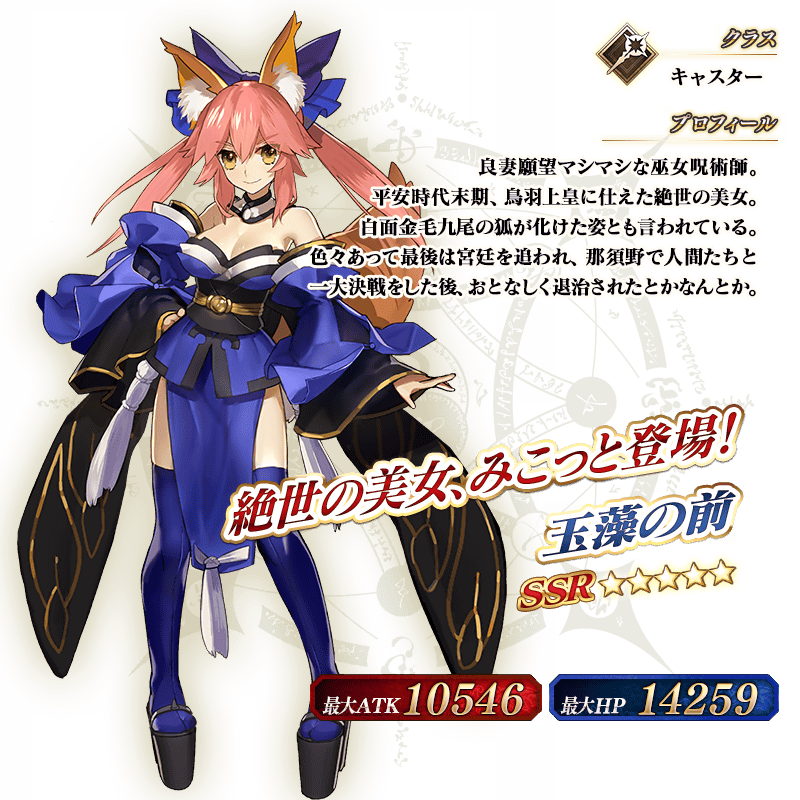 クラス
キャスター
プロフィール
良妻願望マシマシな巫女呪術師。
平安時代末期、鳥羽上皇に仕えた絶世の美女。
白面金毛九尾の狐が化けた姿とも言われている。
色々あって最後は宮廷を追われ、那須野で人間たちと
一大決戦をした後、おとなしく退治されたとかなんとか。
絶世の美女、みこっと登場!
玉藻の前
SSR☆☆☆☆☆
最大ATK 10546
最大HP 14259